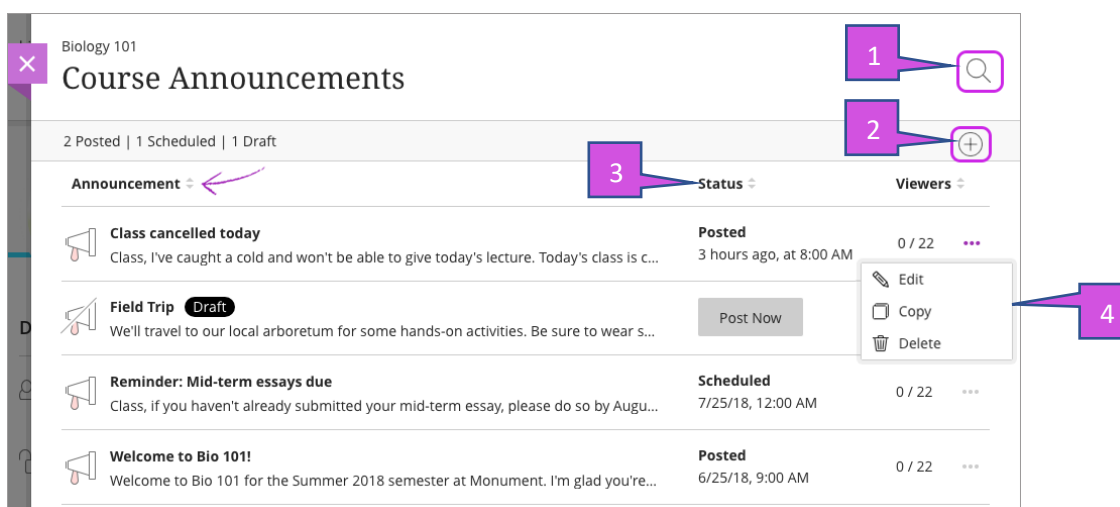 Biology 101
Course Announcements
1
2 Posted | 1 Scheduled | 1 Draft
2
Announcement
3
Status
Viewers
Class cancelled today
Class, I've caught a cold and won't be able to give today's lecture. Today's class is c...
Posted
3 hours ago, at 8:00 AM
0 / 22
Edit
Copy
Delete
4
Field Trip Draft
We'll travel to our local arboretum for some hands-on activities. Be sure to wear s...
Post Now
Reminder: Mid-term essays due
Class, if you haven't already submitted your mid-term essay, please do so by Augu...
Scheduled
7/25/18, 12:00 AM
0 / 22
Welcome to Bio 101!
Welcome to Bio 101 for the Summer 2018 semester at Monument. I'm glad you're...
Posted
6/25/18, 9:00 AM
0 / 22
D